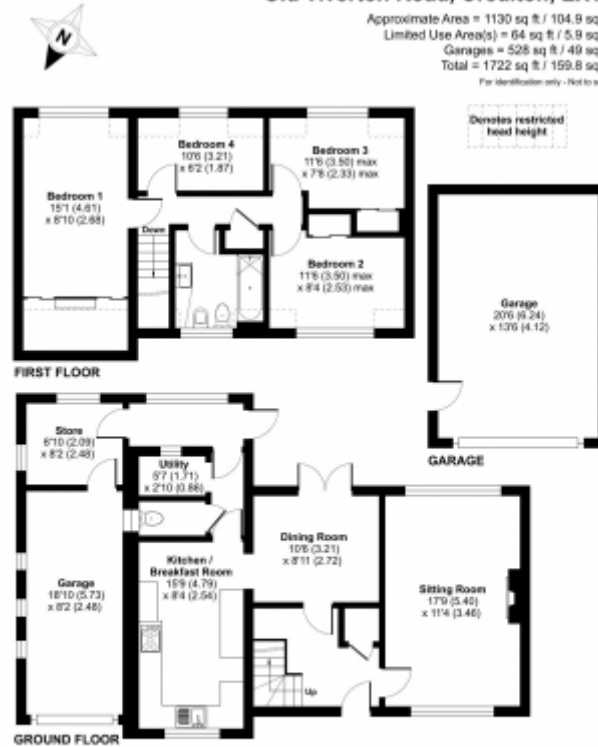 Approximate Area = 1130 sq ft / 104.9 sq
Limited Use Area(s) = 64 sq ft / 5.9 sq
Garages = 528 sq ft / 49 sq
Total = 1722 sq ft / 159.8 sq
For identification only - Not to s
N
Denotes restricted
head height
Bedroom 4
10'6 (3.21)
x 6'2 (1.87)
Bedroom 3
11'6 (3.50) max
x 7'8 (2.33) max
Bedroom 1
15'1 (4.61)
x 8'10 (2.68)
Down
Bedroom 2
11'6 (3.50) max
x 8'4 (2.53) max
FIRST FLOOR
Garage
20'6 (6.24)
x 13'6 (4.12)
GARAGE
Store
6'10 (2.09)
x 8'2 (2.48)
Utility
5'7 (1.71)
x 2'10 (0.86)
Dining Room
10'6 (3.21)
x 8'11 (2.72)
Kitchen /
Breakfast Room
15'9 (4.79)
x 8'4 (2.54)
Garage
18'10 (5.73)
x 8'2 (2.48)
Sitting Room
17'9 (5.40)
x 11'4 (3.46)
Up
GROUND FLOOR